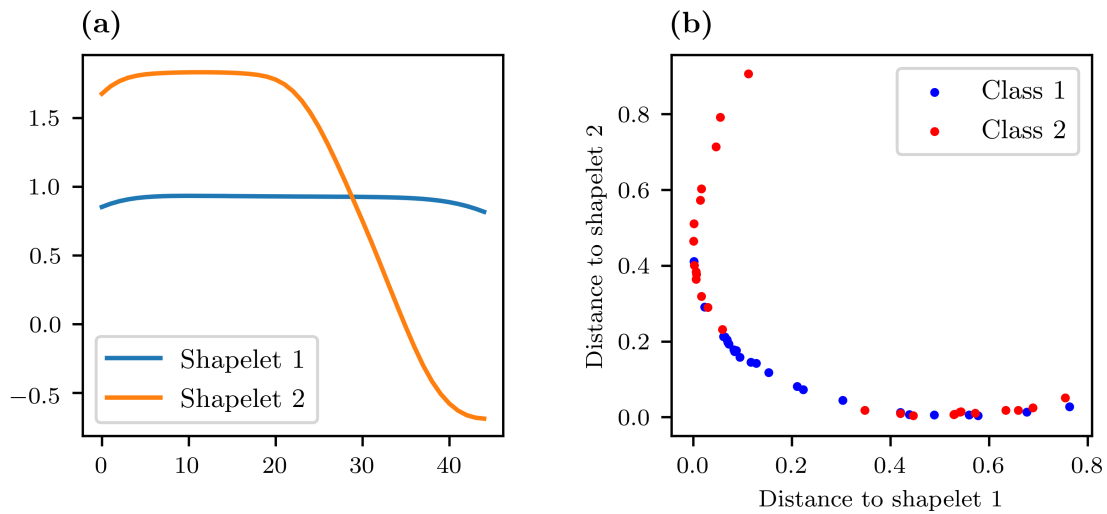 (a)
1.5
1.0
0.5
0.0
−0.5
0
10
20
30
40
Shapelet 1
Shapelet 2
(b)
Distance to shapelet 2
0.8
0.6
0.4
0.2
0.0
0.0
0.2
0.4
0.6
0.8
Distance to shapelet 1
Class 1
Class 2